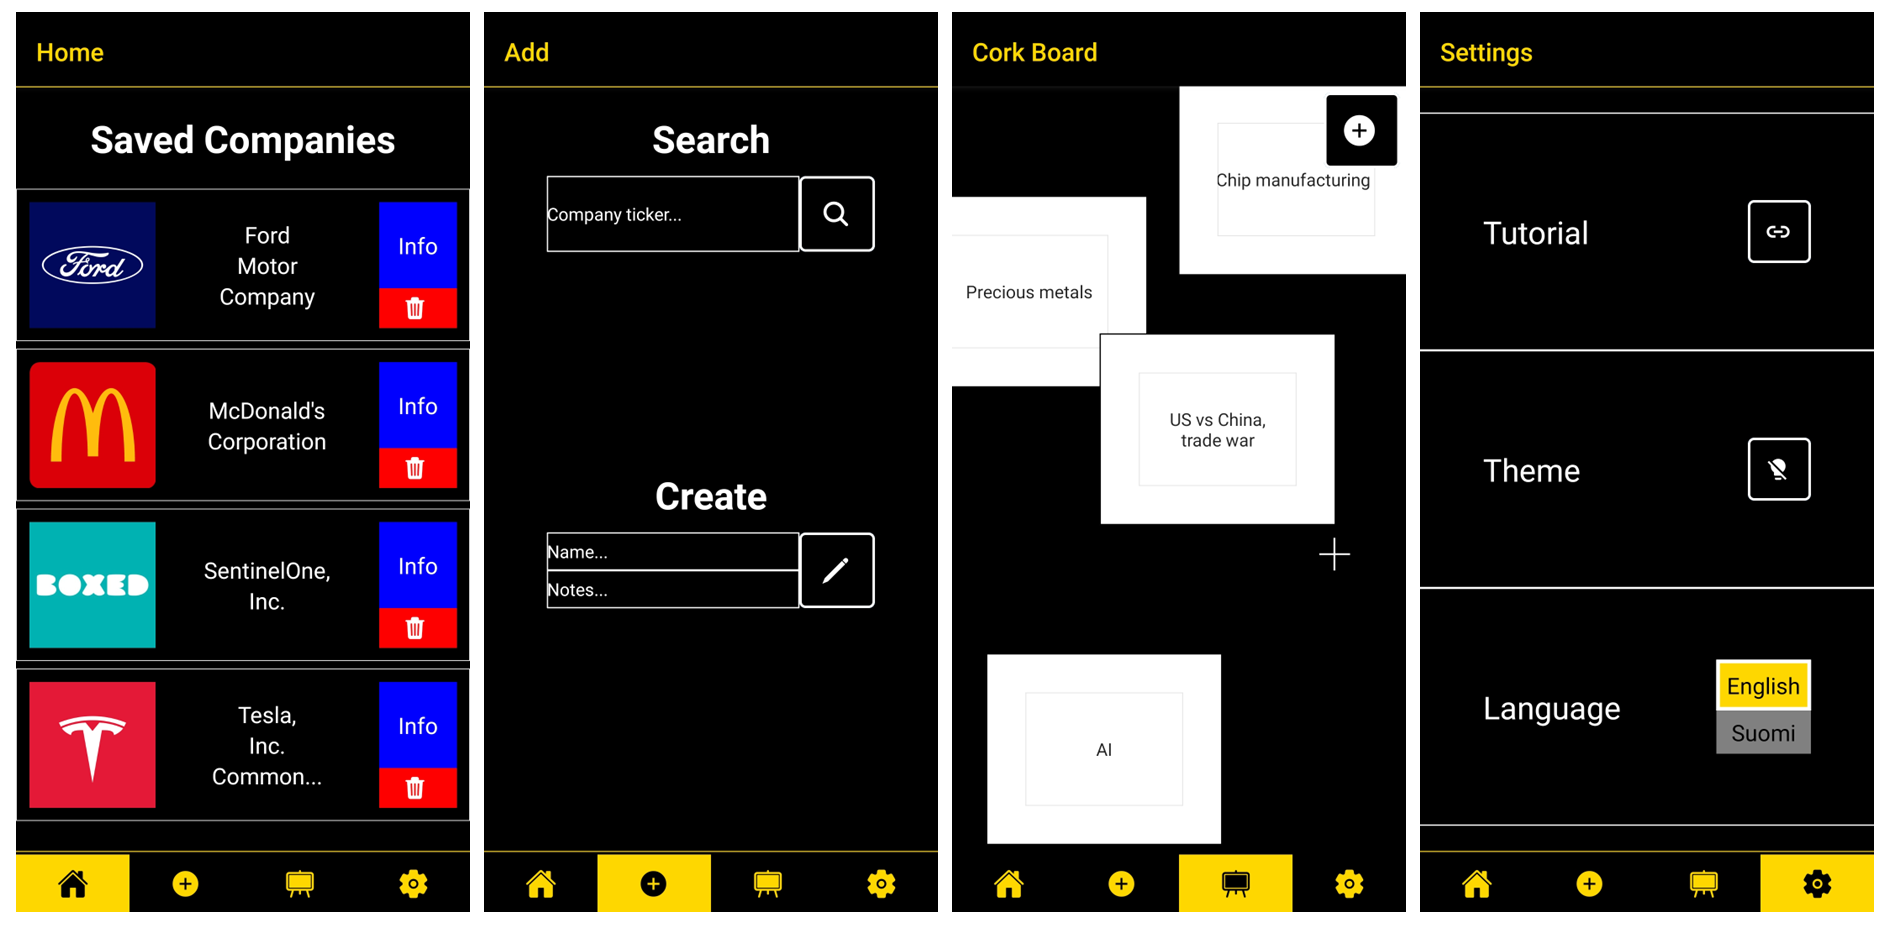 Home
Saved Companies
Ford
Ford
Motor
Company
Info
McDonald's
Corporation
Info
BOXED
SentinelOne,
Inc.
Info
Tesla,
Inc.
Common...
Info
Add
Search
Company ticker...
Create
Name...
Notes...
Cork Board
Chip manufacturing
Precious metals
US vs China,
trade war
AI
Settings
Tutorial
Theme
Language
English
Suomi